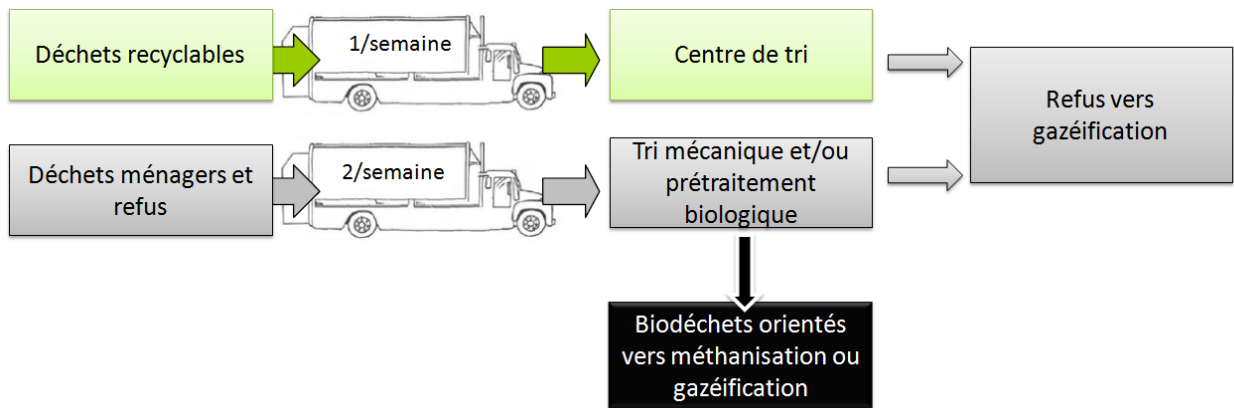 Déchets recyclables
1/semaine
Centre de tri
Refus vers
gazéification
Déchets ménagers et
refus
2/semaine
Tri mécanique et/ou
prétraitement
biologique
Biodéchets orientés
vers méthanisation ou
gazéification